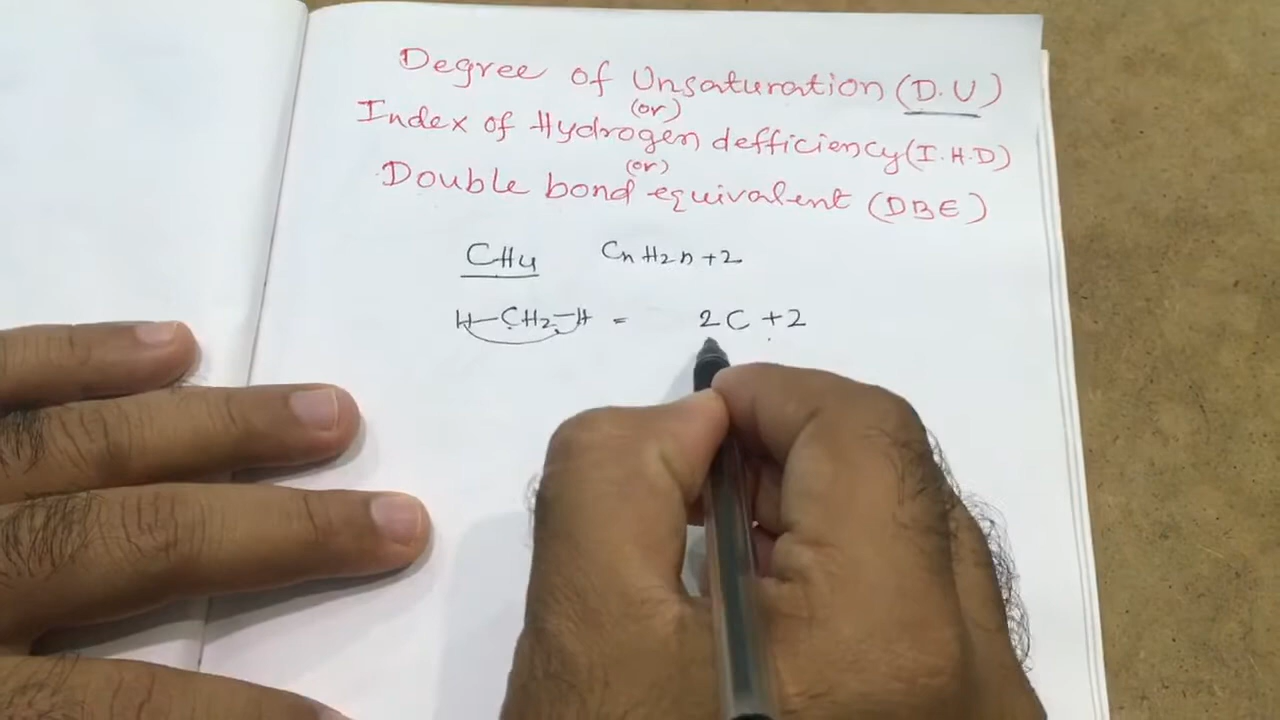 Degree of Unsaturation (D.U)
(or)
Index of Hydrogen defficiency (I.H.D)
(or)
Double bond equivalent (DBE)
CH4 CnH2n+2
H-CH2-H = 2C+2